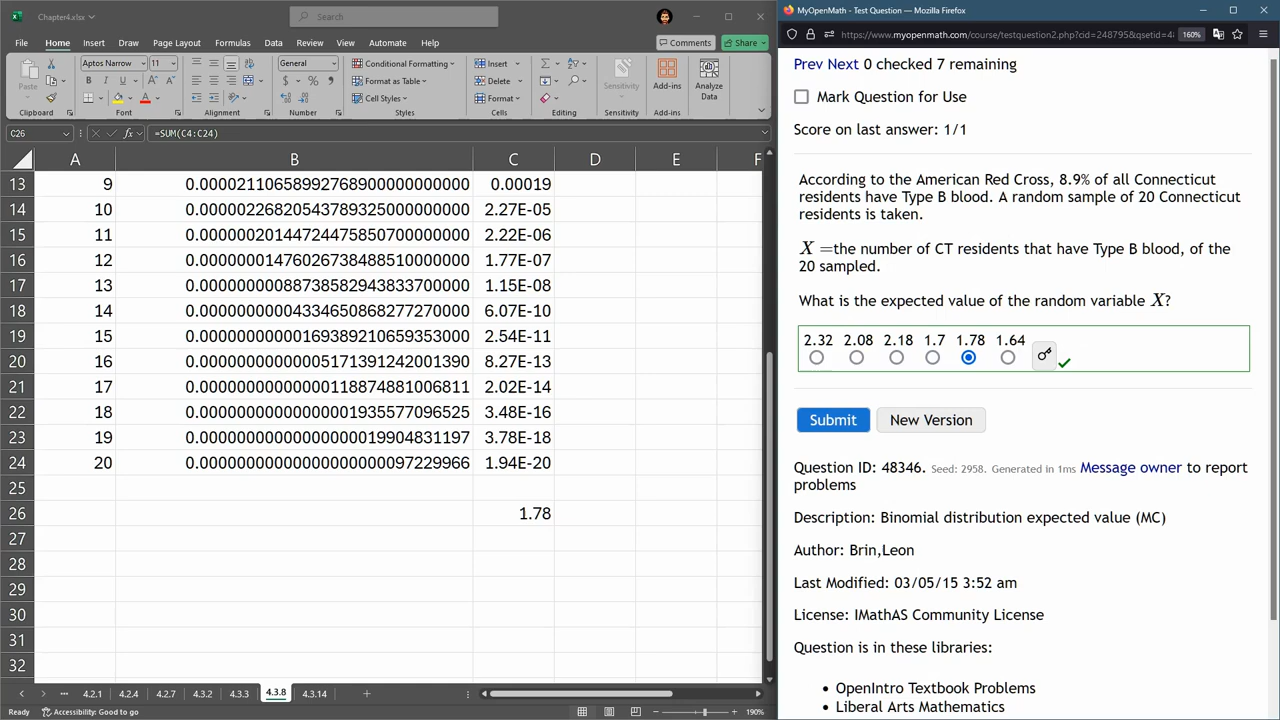 Chapter4.xlsx
Search
File Home Insert Draw Page Layout Formulas Data Review View Automate Help Comments Share
Paste
Aptos Narrow 11
General
Conditional Formatting
Format as Table
Cell Styles
Insert
Delete
Format
Sensitivity
Add-ins
Analyze Data
Clipboard Font Alignment Number Styles Cells Editing Sensitivity Add-ins
C26 fx =SUM(C4:C24)
A B C D E F
13 9 0.0000211065899276890000000000 0.00019
14 10 0.0000022682054378932500000000 2.27E-05
15 11 0.0000002014472447585070000000 2.22E-06
16 12 0.0000000147602673848851000000 1.77E-07
17 13 0.0000000008873858294383370000 1.15E-08
18 14 0.0000000000433465086827727000 6.07E-10
19 15 0.0000000000016938921065935300 2.54E-11
20 16 0.0000000000000517139124200139 8.27E-13
21 17 0.0000000000000011887488100681 2.02E-14
22 18 0.0000000000000000193557709652 3.48E-16
23 19 0.0000000000000000001990483119 3.78E-18
24 20 0.0000000000000000000009722996 1.94E-20
25
26 1.78
27
28
29
30
31
32
... 4.2.1 4.2.4 4.2.7 4.3.2 4.3.3 4.3.8 4.3.14
Ready Accessibility: Good to go 190%
MyOpenMath — Test Question — Mozilla Firefox
https://www.myopenmath.com/course/testquestion2.php?cid=248795&qsetid=4 160%
Prev Next 0 checked 7 remaining
Mark Question for Use
Score on last answer: 1/1
According to the American Red Cross, 8.9% of all Connecticut
residents have Type B blood. A random sample of 20 Connecticut
residents is taken.
X =the number of CT residents that have Type B blood, of the
20 sampled.
What is the expected value of the random variable X?
2.32 2.08 2.18 1.7 1.78 1.64
Submit New Version
Question ID: 48346. Seed: 2958. Generated in 1ms Message owner to report
problems
Description: Binomial distribution expected value (MC)
Author: Brin,Leon
Last Modified: 03/05/15 3:52 am
License: IMathAS Community License
Question is in these libraries:
• OpenIntro Textbook Problems
• Liberal Arts Mathematics